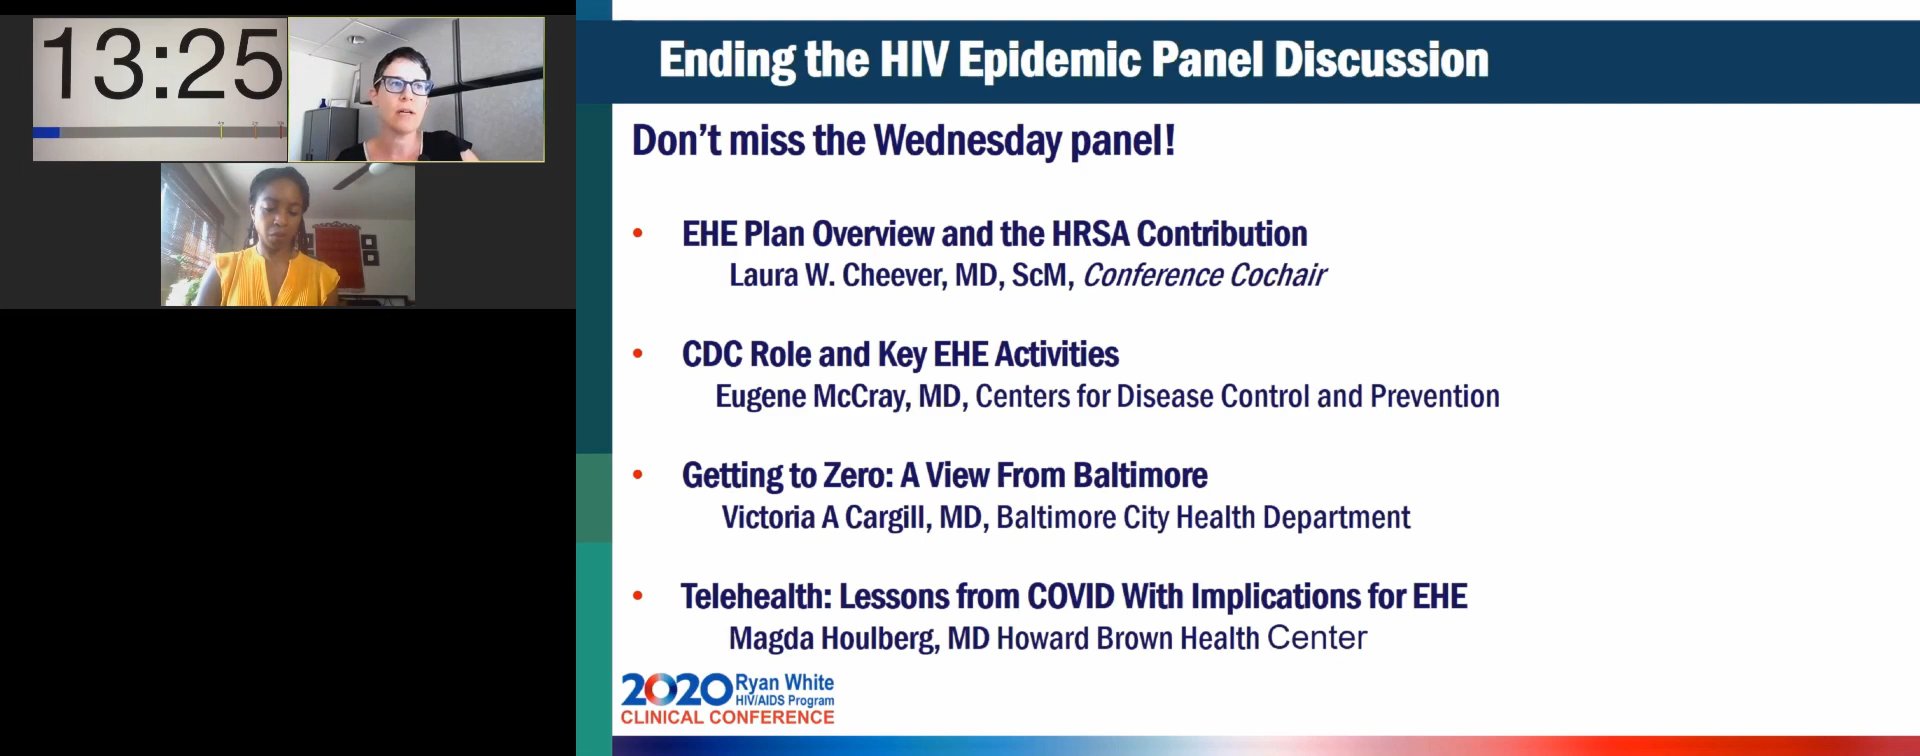 13:25
Ending the HIV Epidemic Panel Discussion
Don't miss the Wednesday panel!
• EHE Plan Overview and the HRSA Contribution
Laura W. Cheever, MD, ScM, Conference Cochair
• CDC Role and Key EHE Activities
Eugene McCray, MD, Centers for Disease Control and Prevention
• Getting to Zero: A View From Baltimore
Victoria A Cargill, MD, Baltimore City Health Department
• Telehealth: Lessons from COVID With Implications for EHE
Magda Houlberg, MD Howard Brown Health Center
2020 Ryan White
HIV/AIDS Program
CLINICAL CONFERENCE